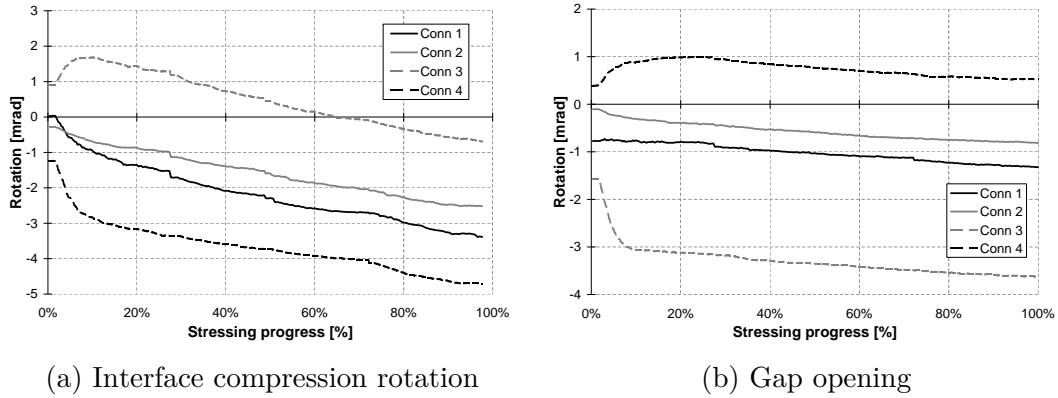 3
2
1
0
-1
-2
-3
-4
-5
Rotation [mrad]
0% 20% 40% 60% 80% 100%
Stressing progress [%]
Conn 1
Conn 2
Conn 3
Conn 4
(a) Interface compression rotation
2
1
0
-1
-2
-3
-4
Rotation [mrad]
0% 20% 40% 60% 80% 100%
Stressing progress [%]
Conn 1
Conn 2
Conn 3
Conn 4
(b) Gap opening